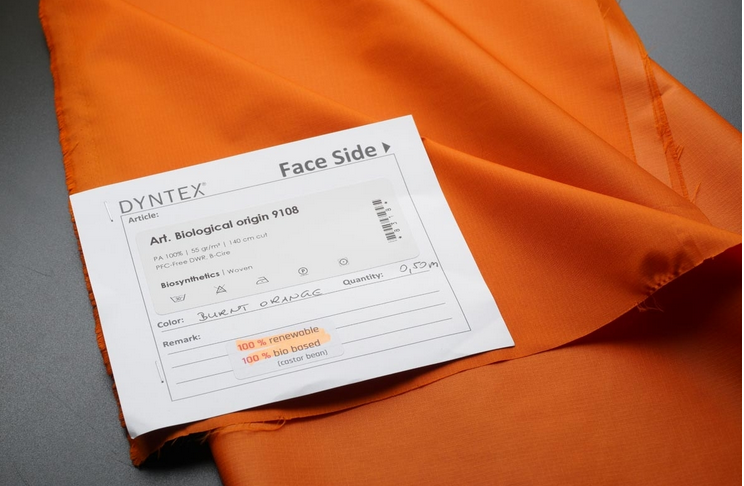 Face Side
DYNTEX®
Article:
Art. Biological origin 9108
PA 100% | 55 gr/m² | 140 cm cut
PFC-Free DWR, B-Cire
Biosynthetics | Woven
Color: BURNT ORANGE Quantity: 0,50m
Remark:
100 % renewable
100 % bio based
(castor bean)